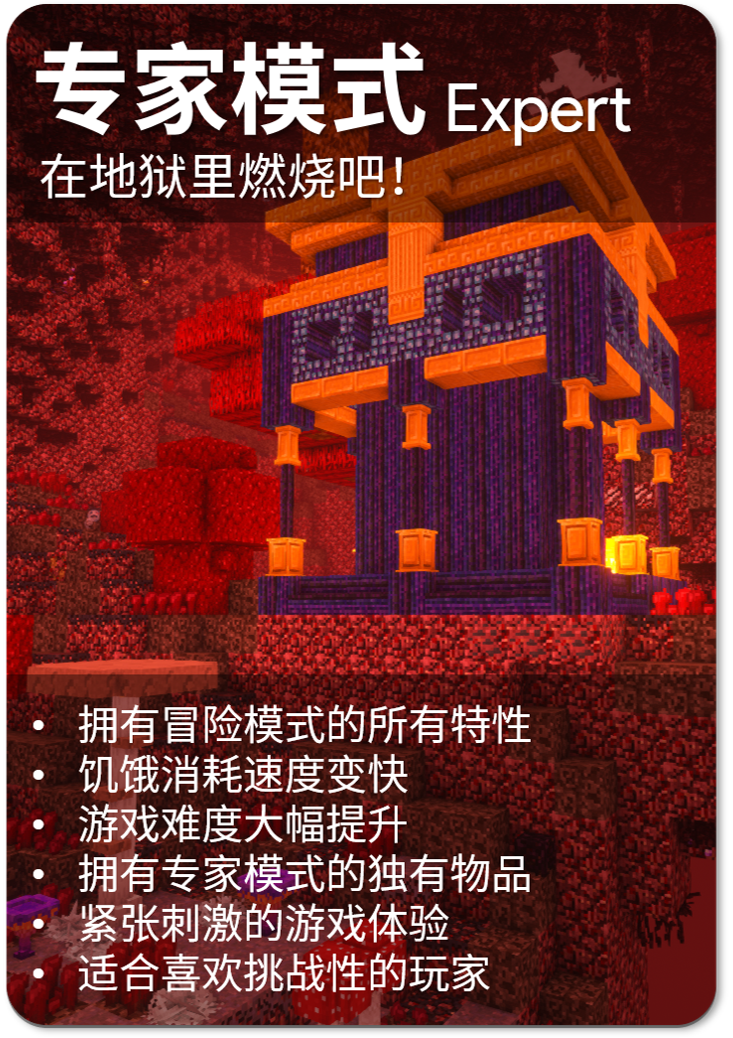 专家模式 Expert
在地狱里燃烧吧！
• 拥有冒险模式的所有特性
• 饥饿消耗速度变快
• 游戏难度大幅提升
• 拥有专家模式的独有物品
• 紧张刺激的游戏体验
• 适合喜欢挑战性的玩家